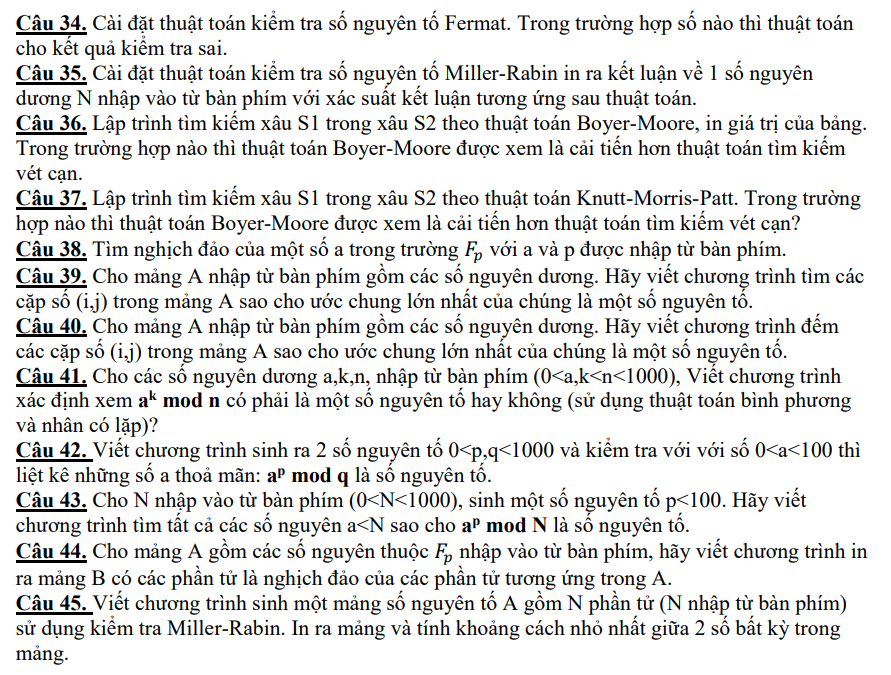 Câu 34. Cài đặt thuật toán kiểm tra số nguyên tố Fermat. Trong trường hợp số nào thì thuật toán
cho kết quả kiểm tra sai.
Câu 35. Cài đặt thuật toán kiểm tra số nguyên tố Miller-Rabin in ra kết luận về 1 số nguyên
dương N nhập vào từ bàn phím với xác suất kết luận tương ứng sau thuật toán.
Câu 36. Lập trình tìm kiếm xâu S1 trong xâu S2 theo thuật toán Boyer-Moore, in giá trị của bảng.
Trong trường hợp nào thì thuật toán Boyer-Moore được xem là cải tiến hơn thuật toán tìm kiếm
vét cạn.
Câu 37. Lập trình tìm kiếm xâu S1 trong xâu S2 theo thuật toán Knutt-Morris-Patt. Trong trường
hợp nào thì thuật toán Boyer-Moore được xem là cải tiến hơn thuật toán tìm kiếm vét cạn?
Câu 38. Tìm nghịch đảo của một số a trong trường Fₚ với a và p được nhập từ bàn phím.
Câu 39. Cho mảng A nhập từ bàn phím gồm các số nguyên dương. Hãy viết chương trình tìm các
cặp số (i,j) trong mảng A sao cho ước chung lớn nhất của chúng là một số nguyên tố.
Câu 40. Cho mảng A nhập từ bàn phím gồm các số nguyên dương. Hãy viết chương trình đếm
các cặp số (i,j) trong mảng A sao cho ước chung lớn nhất của chúng là một số nguyên tố.
Câu 41. Cho các số nguyên dương a,k,n, nhập từ bàn phím (0<a,k<n<1000), Viết chương trình
xác định xem aᵏ mod n có phải là một số nguyên tố hay không (sử dụng thuật toán bình phương
và nhân có lặp)?
Câu 42. Viết chương trình sinh ra 2 số nguyên tố 0<p,q<1000 và kiểm tra với với số 0<a<100 thì
liệt kê những số a thoả mãn: aᵖ mod q là số nguyên tố.
Câu 43. Cho N nhập vào từ bàn phím (0<N<1000), sinh một số nguyên tố p<100. Hãy viết
chương trình tìm tất cả các số nguyên a<N sao cho aᵖ mod N là số nguyên tố.
Câu 44. Cho mảng A gồm các số nguyên thuộc Fₚ nhập vào từ bàn phím, hãy viết chương trình in
ra mảng B có các phần tử là nghịch đảo của các phần tử tương ứng trong A.
Câu 45. Viết chương trình sinh một mảng số nguyên tố A gồm N phần tử (N nhập từ bàn phím)
sử dụng kiểm tra Miller-Rabin. In ra mảng và tính khoảng cách nhỏ nhất giữa 2 số bất kỳ trong
mảng.